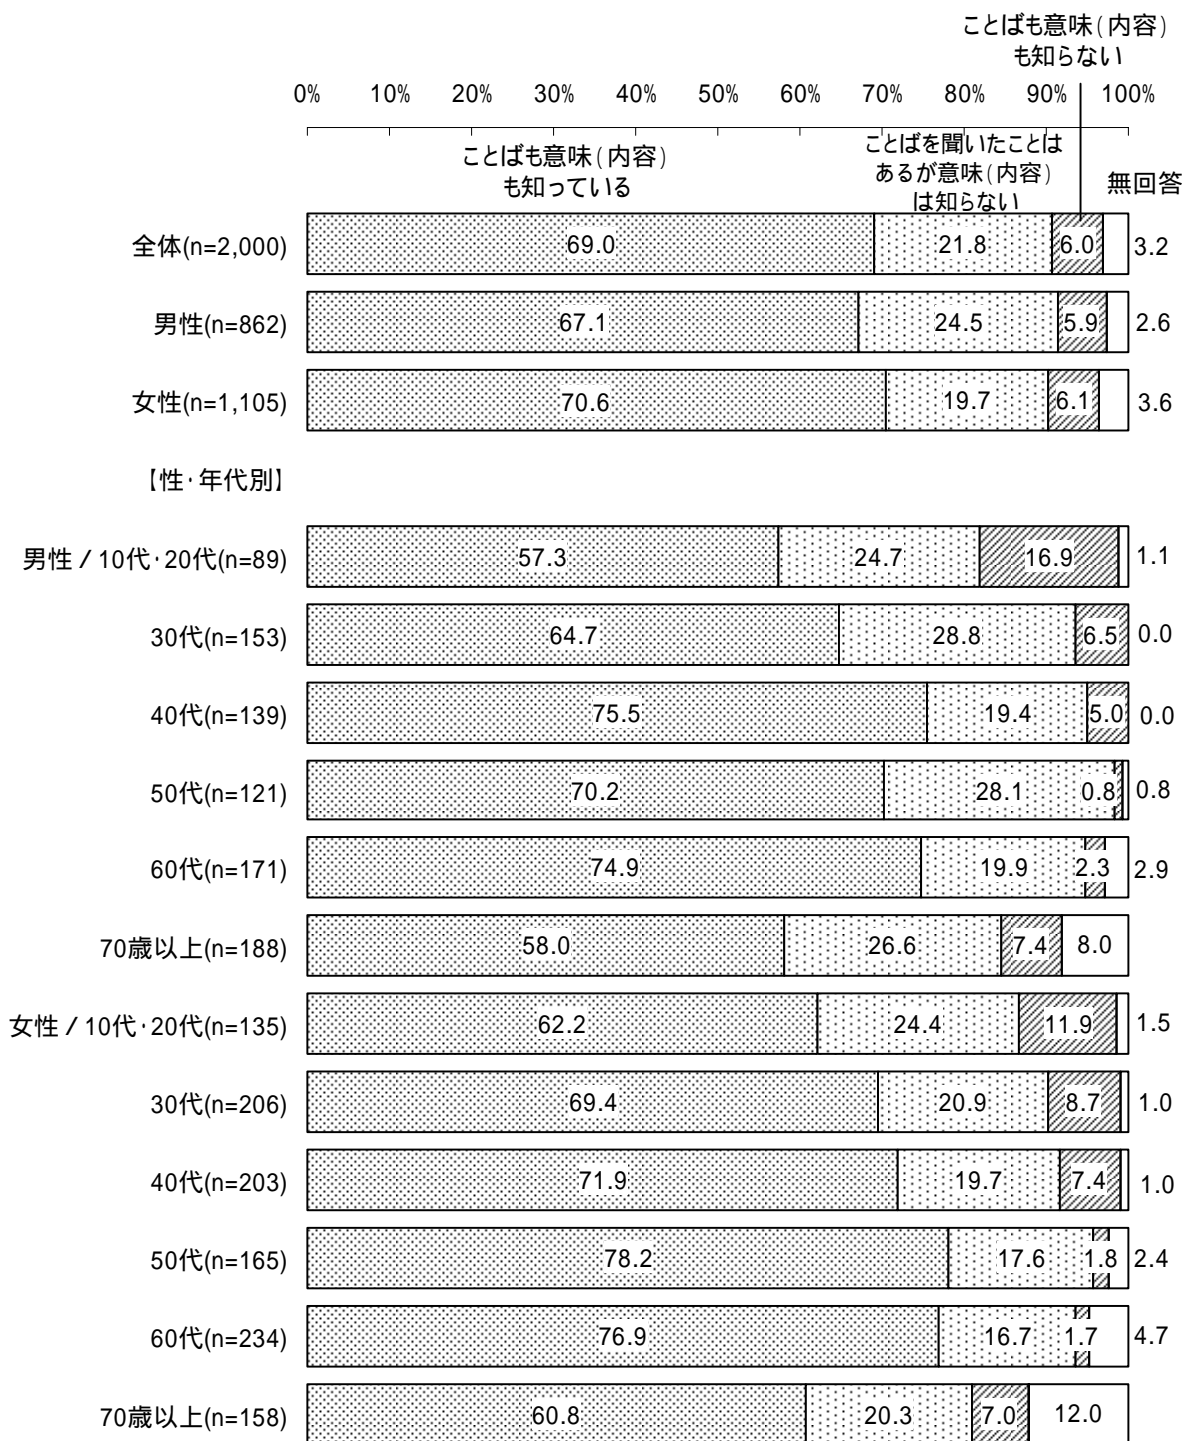 ことばも意味(内容)
も知らない
0% 10% 20% 30% 40% 50% 60% 70% 80% 90% 100%
ことばも意味(内容)
も知っている
ことばを聞いたことは
あるが意味(内容)
は知らない
無回答
全体(n=2,000) 69.0 21.8 6.0 3.2
男性(n=862) 67.1 24.5 5.9 2.6
女性(n=1,105) 70.6 19.7 6.1 3.6
【性・年代別】
男性/10代・20代(n=89) 57.3 24.7 16.9 1.1
30代(n=153) 64.7 28.8 6.5 0.0
40代(n=139) 75.5 19.4 5.0 0.0
50代(n=121) 70.2 28.1 0.8 0.8
60代(n=171) 74.9 19.9 2.3 2.9
70歳以上(n=188) 58.0 26.6 7.4 8.0
女性/10代・20代(n=135) 62.2 24.4 11.9 1.5
30代(n=206) 69.4 20.9 8.7 1.0
40代(n=203) 71.9 19.7 7.4 1.0
50代(n=165) 78.2 17.6 1.8 2.4
60代(n=234) 76.9 16.7 1.7 4.7
70歳以上(n=158) 60.8 20.3 7.0 12.0